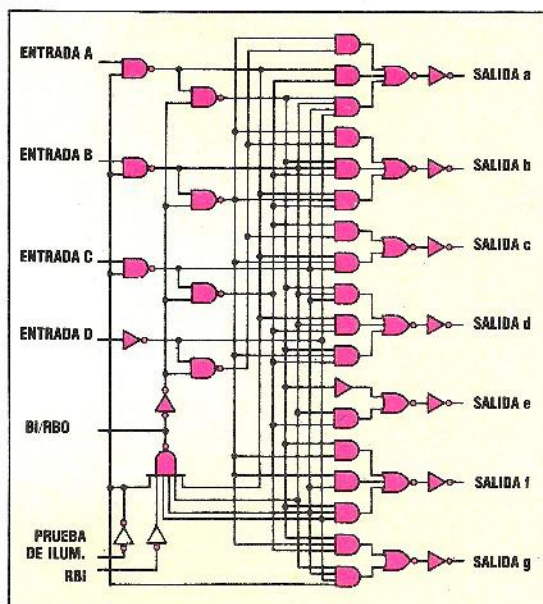 ENTRADA A
SALIDA a
ENTRADA B
SALIDA b
ENTRADA C
SALIDA c
ENTRADA D
SALIDA d
SALIDA e
BI/RBO
SALIDA f
PRUEBA
DE ILUM.
RBI
SALIDA g